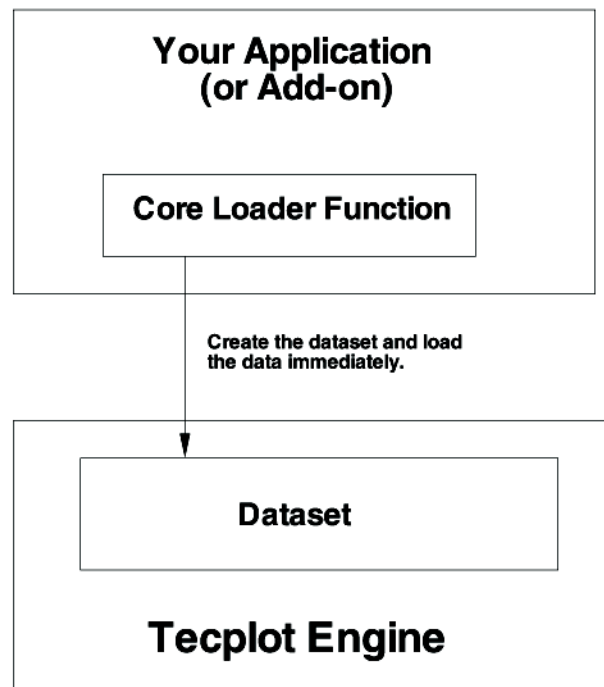 Your Application
(or Add-on)
Core Loader Function
Create the dataset and load
the data immediately.
Dataset
Tecplot Engine